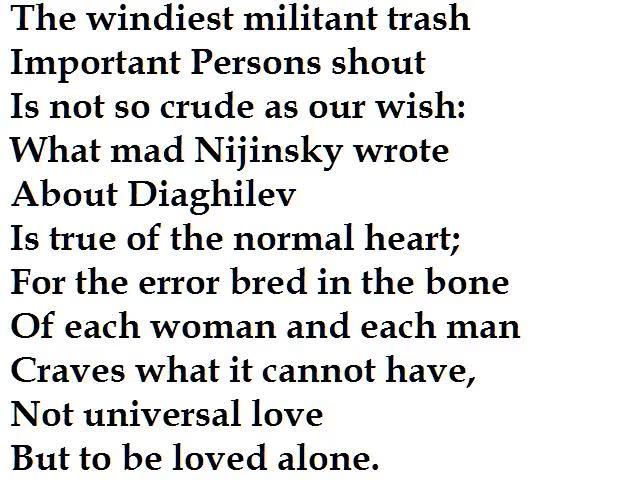 The windiest militant trash
Important Persons shout
Is not so crude as our wish:
What mad Nijinsky wrote
About Diaghilev
Is true of the normal heart;
For the error bred in the bone
Of each woman and each man
Craves what it cannot have,
Not universal love
But to be loved alone.